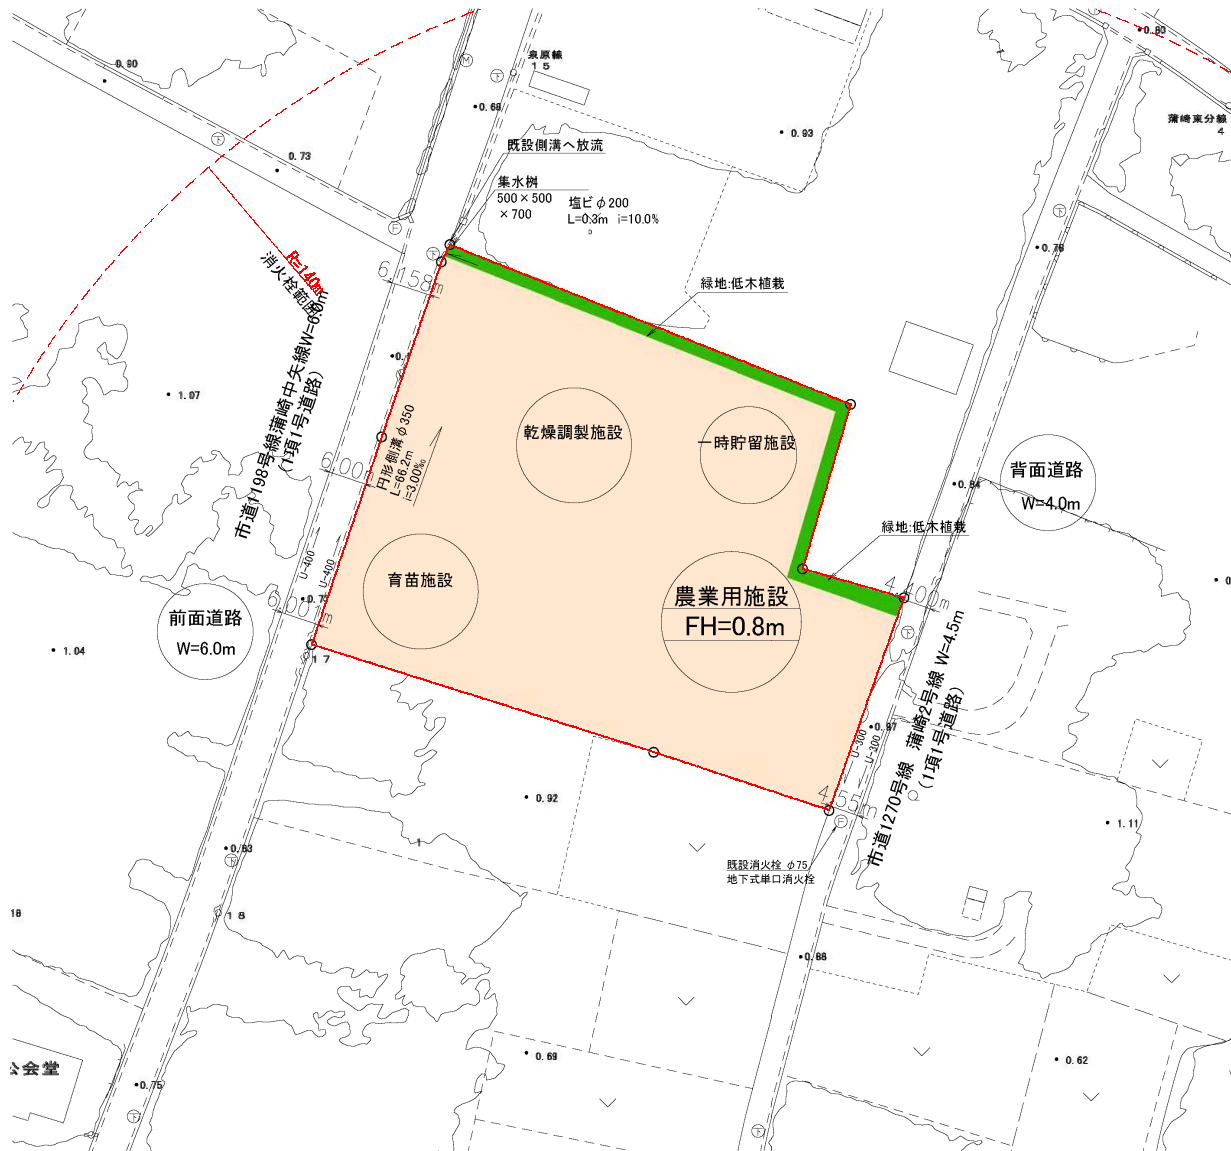 0.90
泉原線
15
0.68
0.83
蒲崎東分線
4
0.93
0.73
既設側溝へ放流
集水桝
500×500
×700
塩ビφ200
L=0.3m i=10.0%
0.76
R=140m
消火栓範囲
6.158m
緑地:低木植栽
市道1198号線蒲崎中矢線W=6.0m
(1項1号道路)
1.07
円形側溝φ350
L=66.2m
i=3.00‰
乾燥調製施設
一時貯留施設
背面道路
W=4.0m
0.84
緑地:低木植栽
U-400
U-400
育苗施設
農業用施設
FH=0.8m
4.400m
前面道路
W=6.0m
6.001m
1.04
17
市道1270号線 蒲崎2号線 W=4.5m
(1項1号道路)
U-300
U-300
0.97
0.92
1.11
既設消火栓 φ75
地下式単口消火栓
0.83
1
18
18
0.86
公会堂
0.75
0.69
0.62